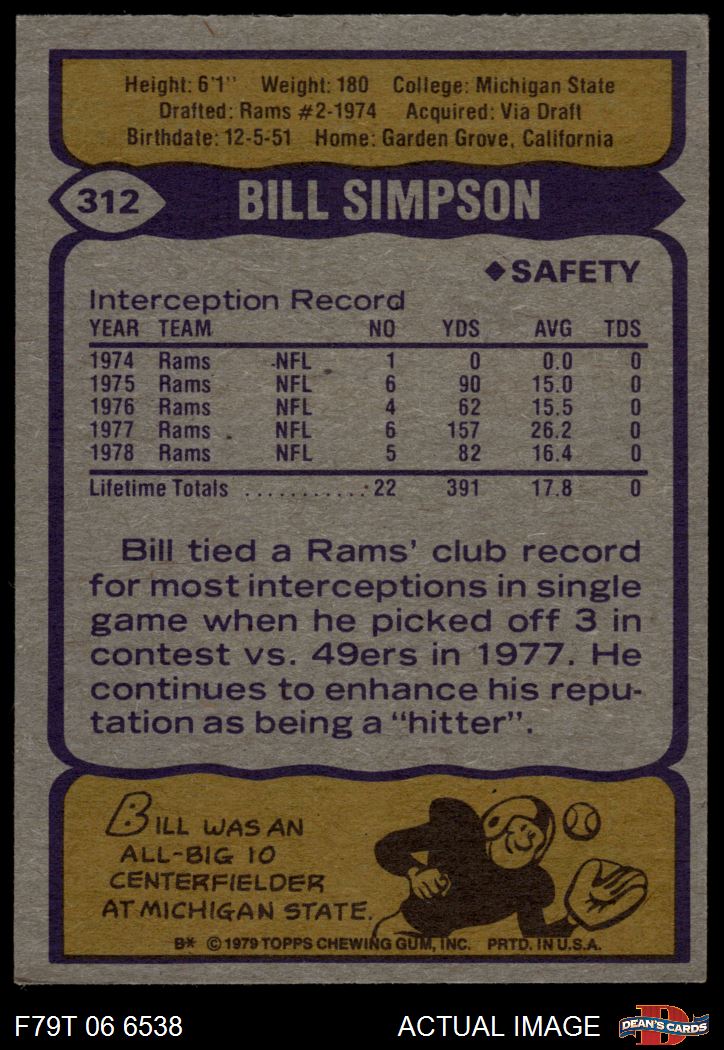 Height: 6'1" Weight: 180 College: Michigan State
Drafted: Rams #2-1974 Acquired: Via Draft
Birthdate: 12-5-51 Home: Garden Grove, California
312 BILL SIMPSON
◆SAFETY
Interception Record
YEAR TEAM NO YDS AVG TDS
1974 Rams NFL 1 0 0.0 0
1975 Rams NFL 6 90 15.0 0
1976 Rams NFL 4 62 15.5 0
1977 Rams NFL 6 157 26.2 0
1978 Rams NFL 5 82 16.4 0
Lifetime Totals ........... 22 391 17.8 0
Bill tied a Rams' club record
for most interceptions in single
game when he picked off 3 in
contest vs. 49ers in 1977. He
continues to enhance his repu-
tation as being a "hitter".
BILL WAS AN
ALL-BIG 10
CENTERFIELDER
AT MICHIGAN STATE.
B* © 1979 TOPPS CHEWING GUM, INC. PRTD. IN U.S.A.
F79T 06 6538 ACTUAL IMAGE D DEAN'S CARDS